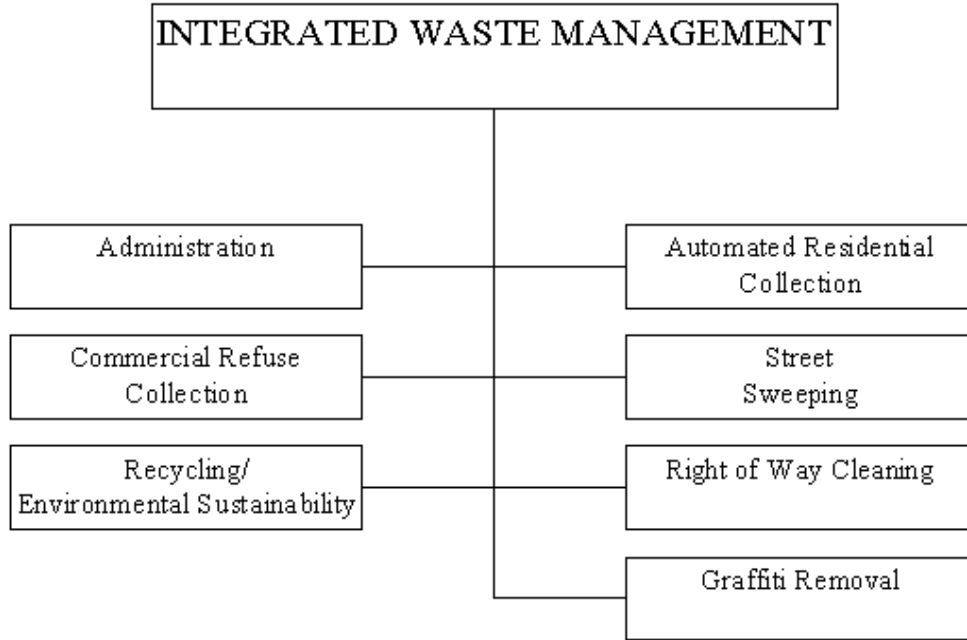 INTEGRATED WASTE MANAGEMENT
Administration
Automated Residential
Collection
Commercial Refuse
Collection
Street
Sweeping
Recycling/
Environmental Sustainability
Right of Way Cleaning
Graffiti Removal